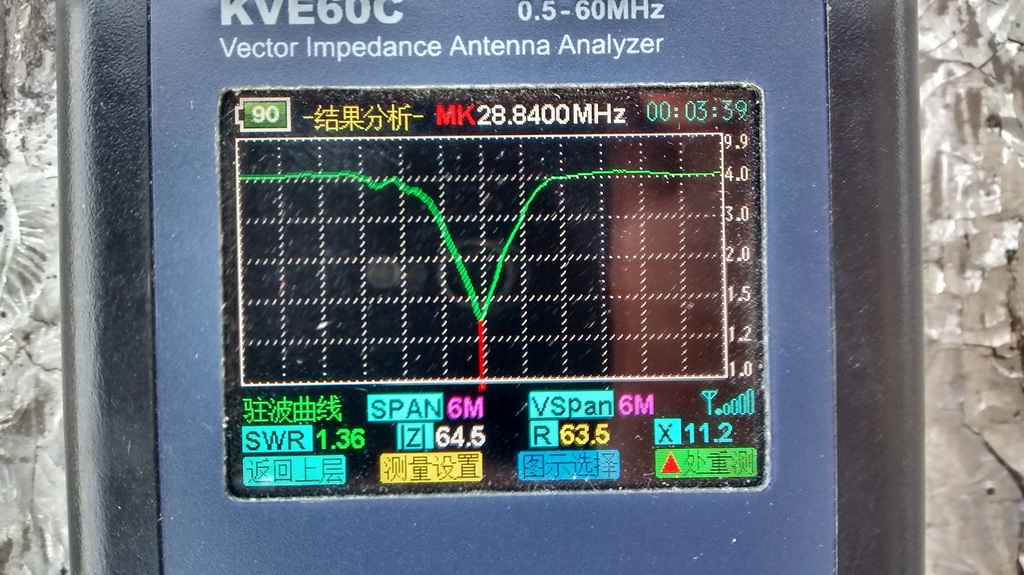 KVE60C 0.5-60MHz
Vector Impedance Antenna Analyzer
90 -结果分析- MK28.8400MHz 00:03:39
9.9
4.0
3.0
2.0
1.5
1.2
1.0
驻波曲线 SPAN 6M VSpan 6M
SWR 1.36 |Z| 64.5 R 63.5 X 11.2
返回上层 测量设置 图示选择 ▲处重测